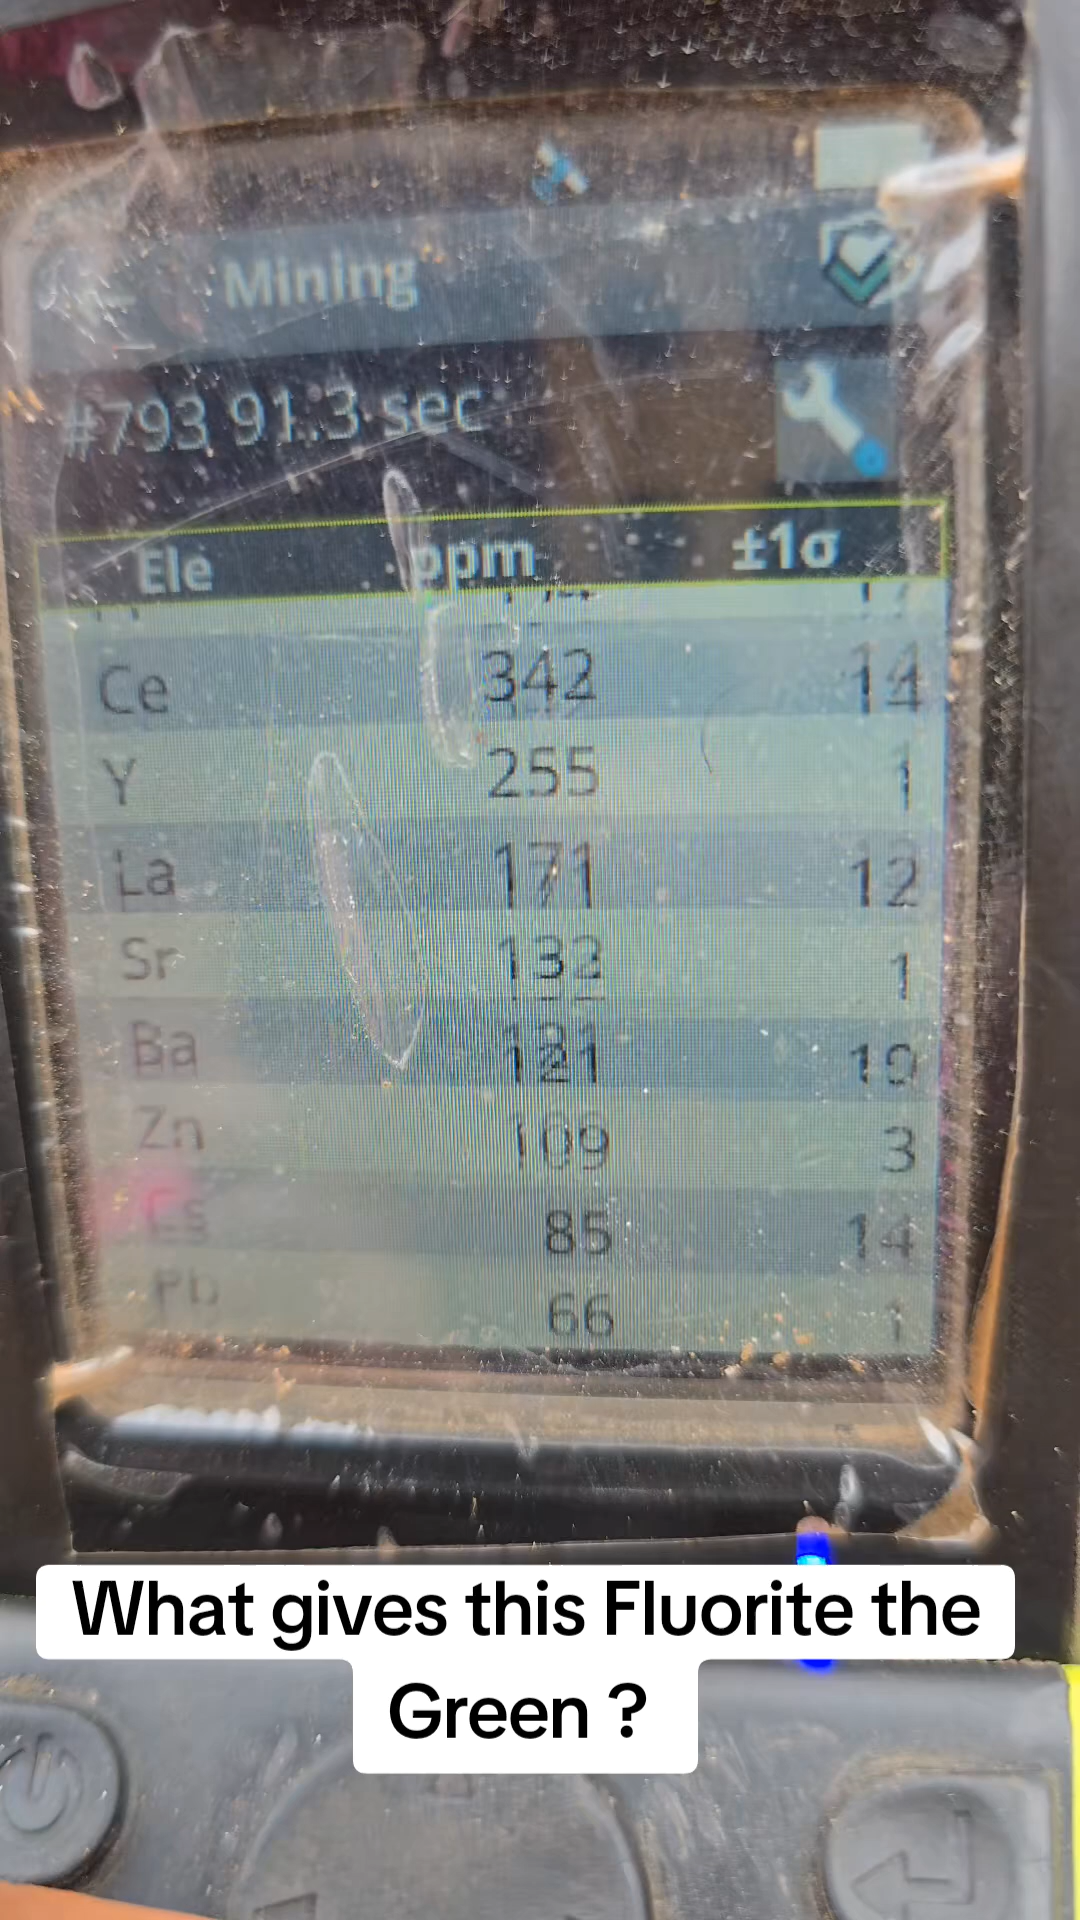 Mining
#793 91.3 sec
Ele ppm ±1σ
Ce 342 14
Y 255 1
La 171 12
Sr 132 1
Ba 121 10
Zn 109 3
85 14
Pb 66 1
What gives this Fluorite the
Green ?